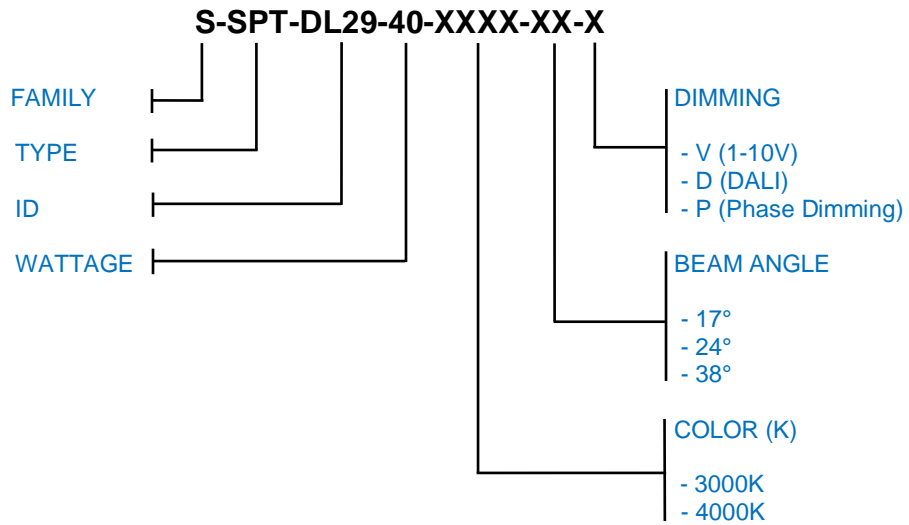 S-SPT-DL29-40-XXXX-XX-X
FAMILY
TYPE
ID
WATTAGE
DIMMING
- V (1-10V)
- D (DALI)
- P (Phase Dimming)
BEAM ANGLE
- 17°
- 24°
- 38°
COLOR (K)
- 3000K
- 4000K